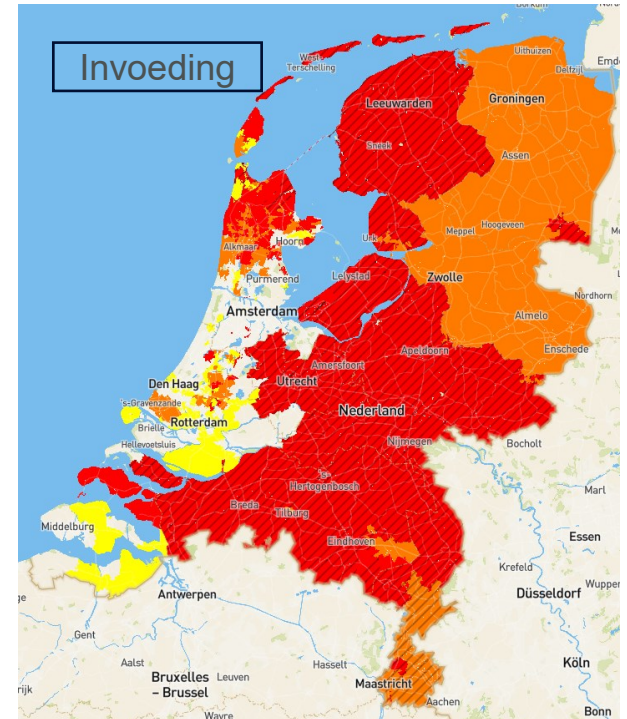 Invoeding
Uithuizen
Delfzijl
Emde
West-
Terschelling
Leeuwarden
Groningen
Sneek
Assen
Hoogeveen
Meppel
Alkmaar
Hoorn
Urk
Purmerend
Lelystad
Zwolle
Nordhorn
Amsterdam
Almelo
Enschede
Apeldoorn
Amersfoort
Den Haag
Utrecht
's-Gravenzande
Nederland
Rotterdam
Brielle
Hellevoetsluis
Nijmegen
Bocholt
's-
Hertogenbosch
Marl
Breda
Tilburg
Middelburg
Eindhoven
Essen
Krefeld
Wupper
Antwerpen
Düsseldorf
Gent
Aalst
Hasselt
Köln
Bruxelles
– Brussel
Leuven
Maastricht
rijk
Aachen
Wavre
Bonn